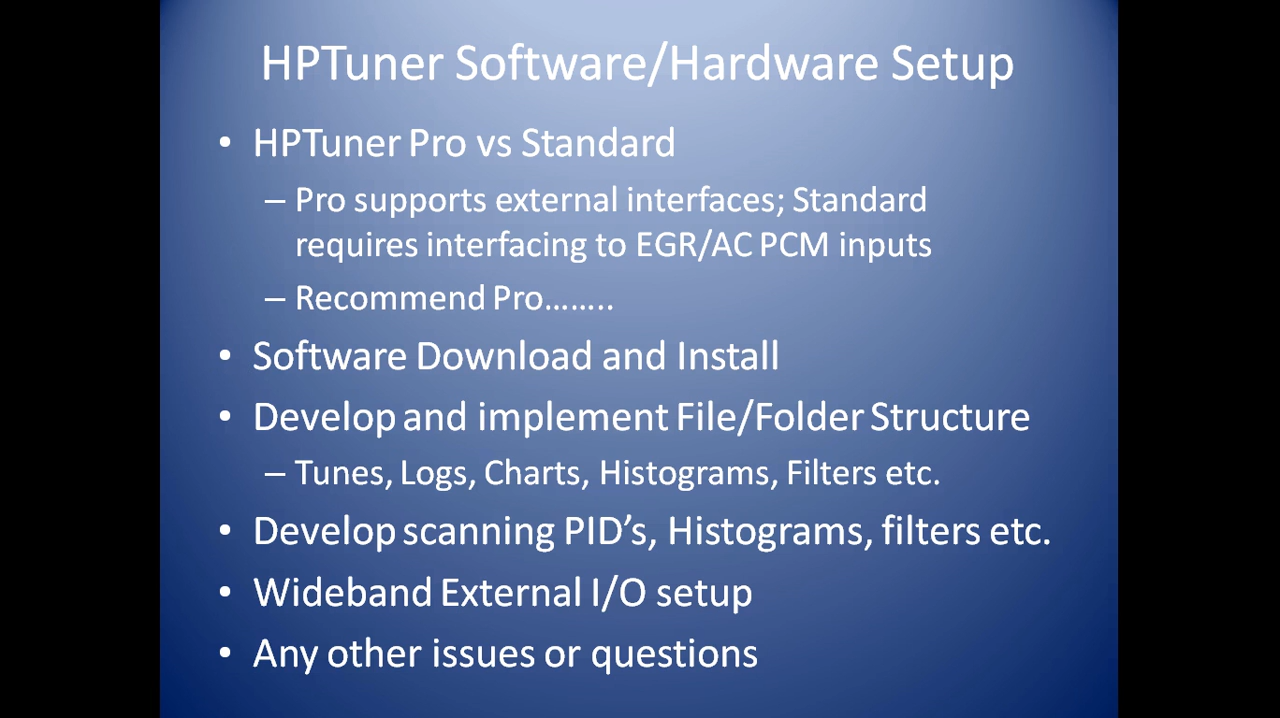 HPTuner Software/Hardware Setup
• HPTuner Pro vs Standard
– Pro supports external interfaces; Standard
requires interfacing to EGR/AC PCM inputs
– Recommend Pro……..
• Software Download and Install
• Develop and implement File/Folder Structure
– Tunes, Logs, Charts, Histograms, Filters etc.
• Develop scanning PID’s, Histograms, filters etc.
• Wideband External I/O setup
• Any other issues or questions